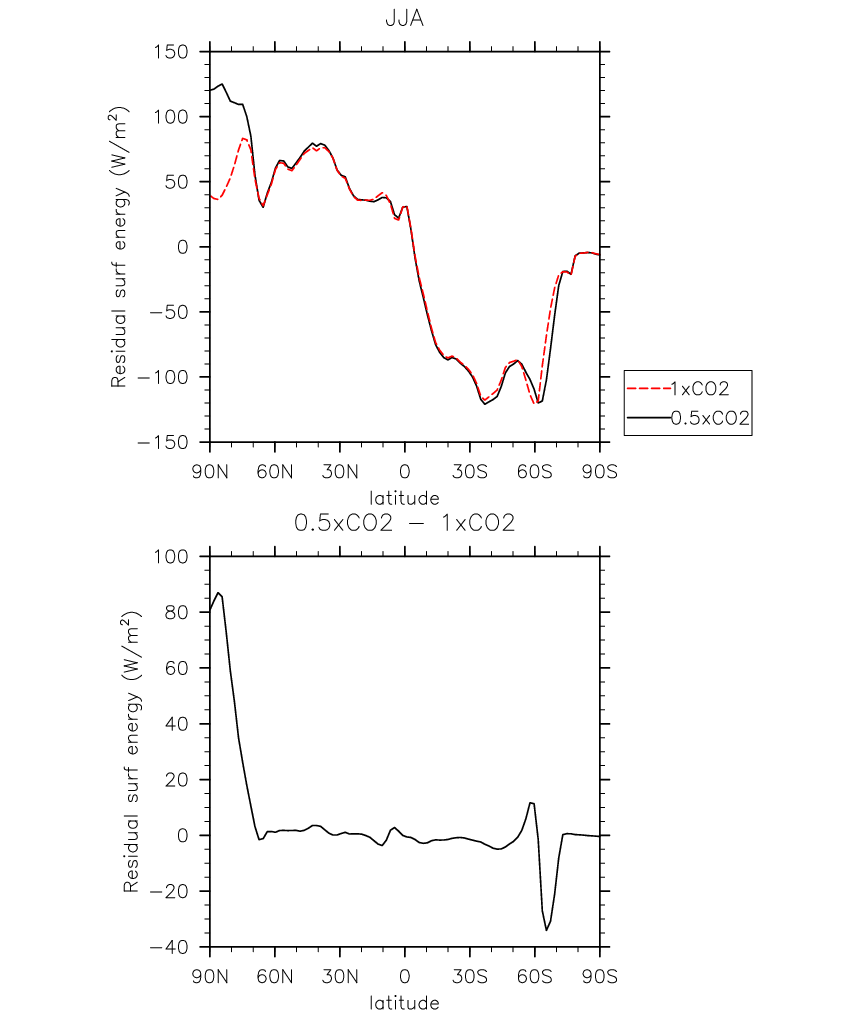 JJA
150
100
50
0
−50
−100
−150
Residual surf energy (W/m²)
90N 60N 30N 0 30S 60S 90S
latitude
1xCO2
0.5xCO2
0.5xCO2 − 1xCO2
100
80
60
40
20
0
−20
−40
Residual surf energy (W/m²)
90N 60N 30N 0 30S 60S 90S
latitude